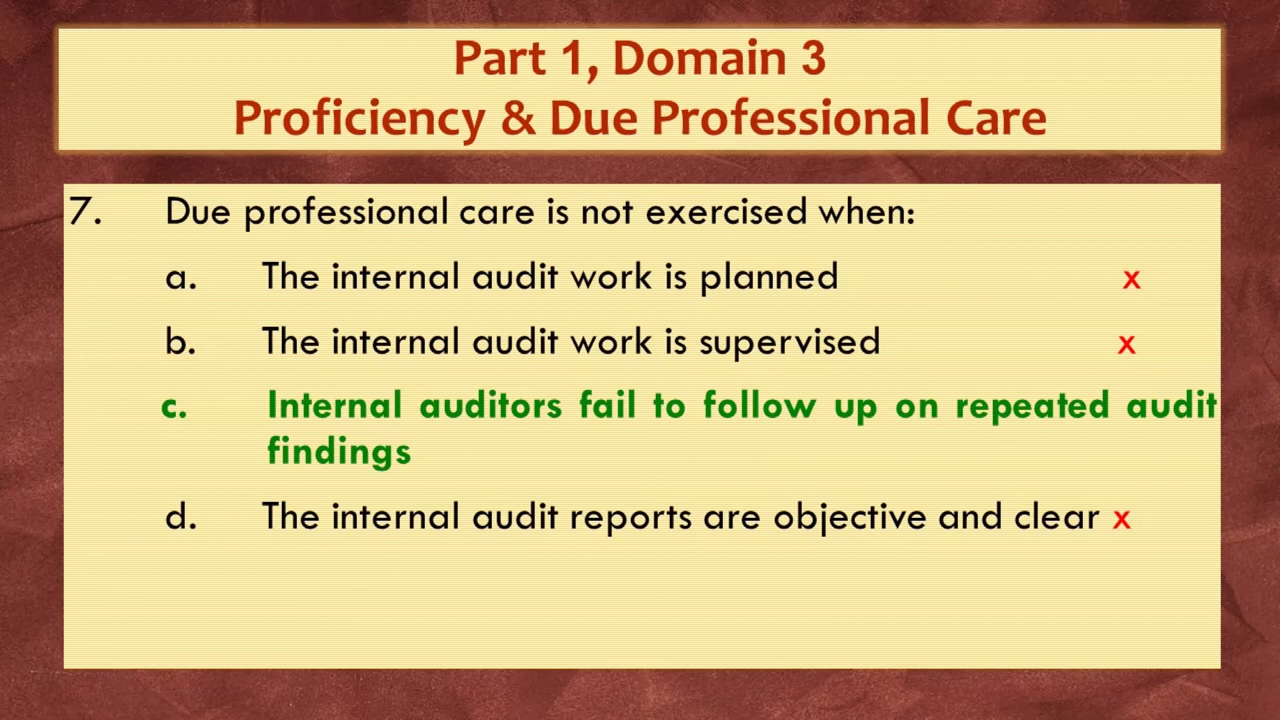 Part 1, Domain 3
Proficiency & Due Professional Care
7. Due professional care is not exercised when:
a. The internal audit work is planned x
b. The internal audit work is supervised x
c. Internal auditors fail to follow up on repeated audit
findings
d. The internal audit reports are objective and clear x